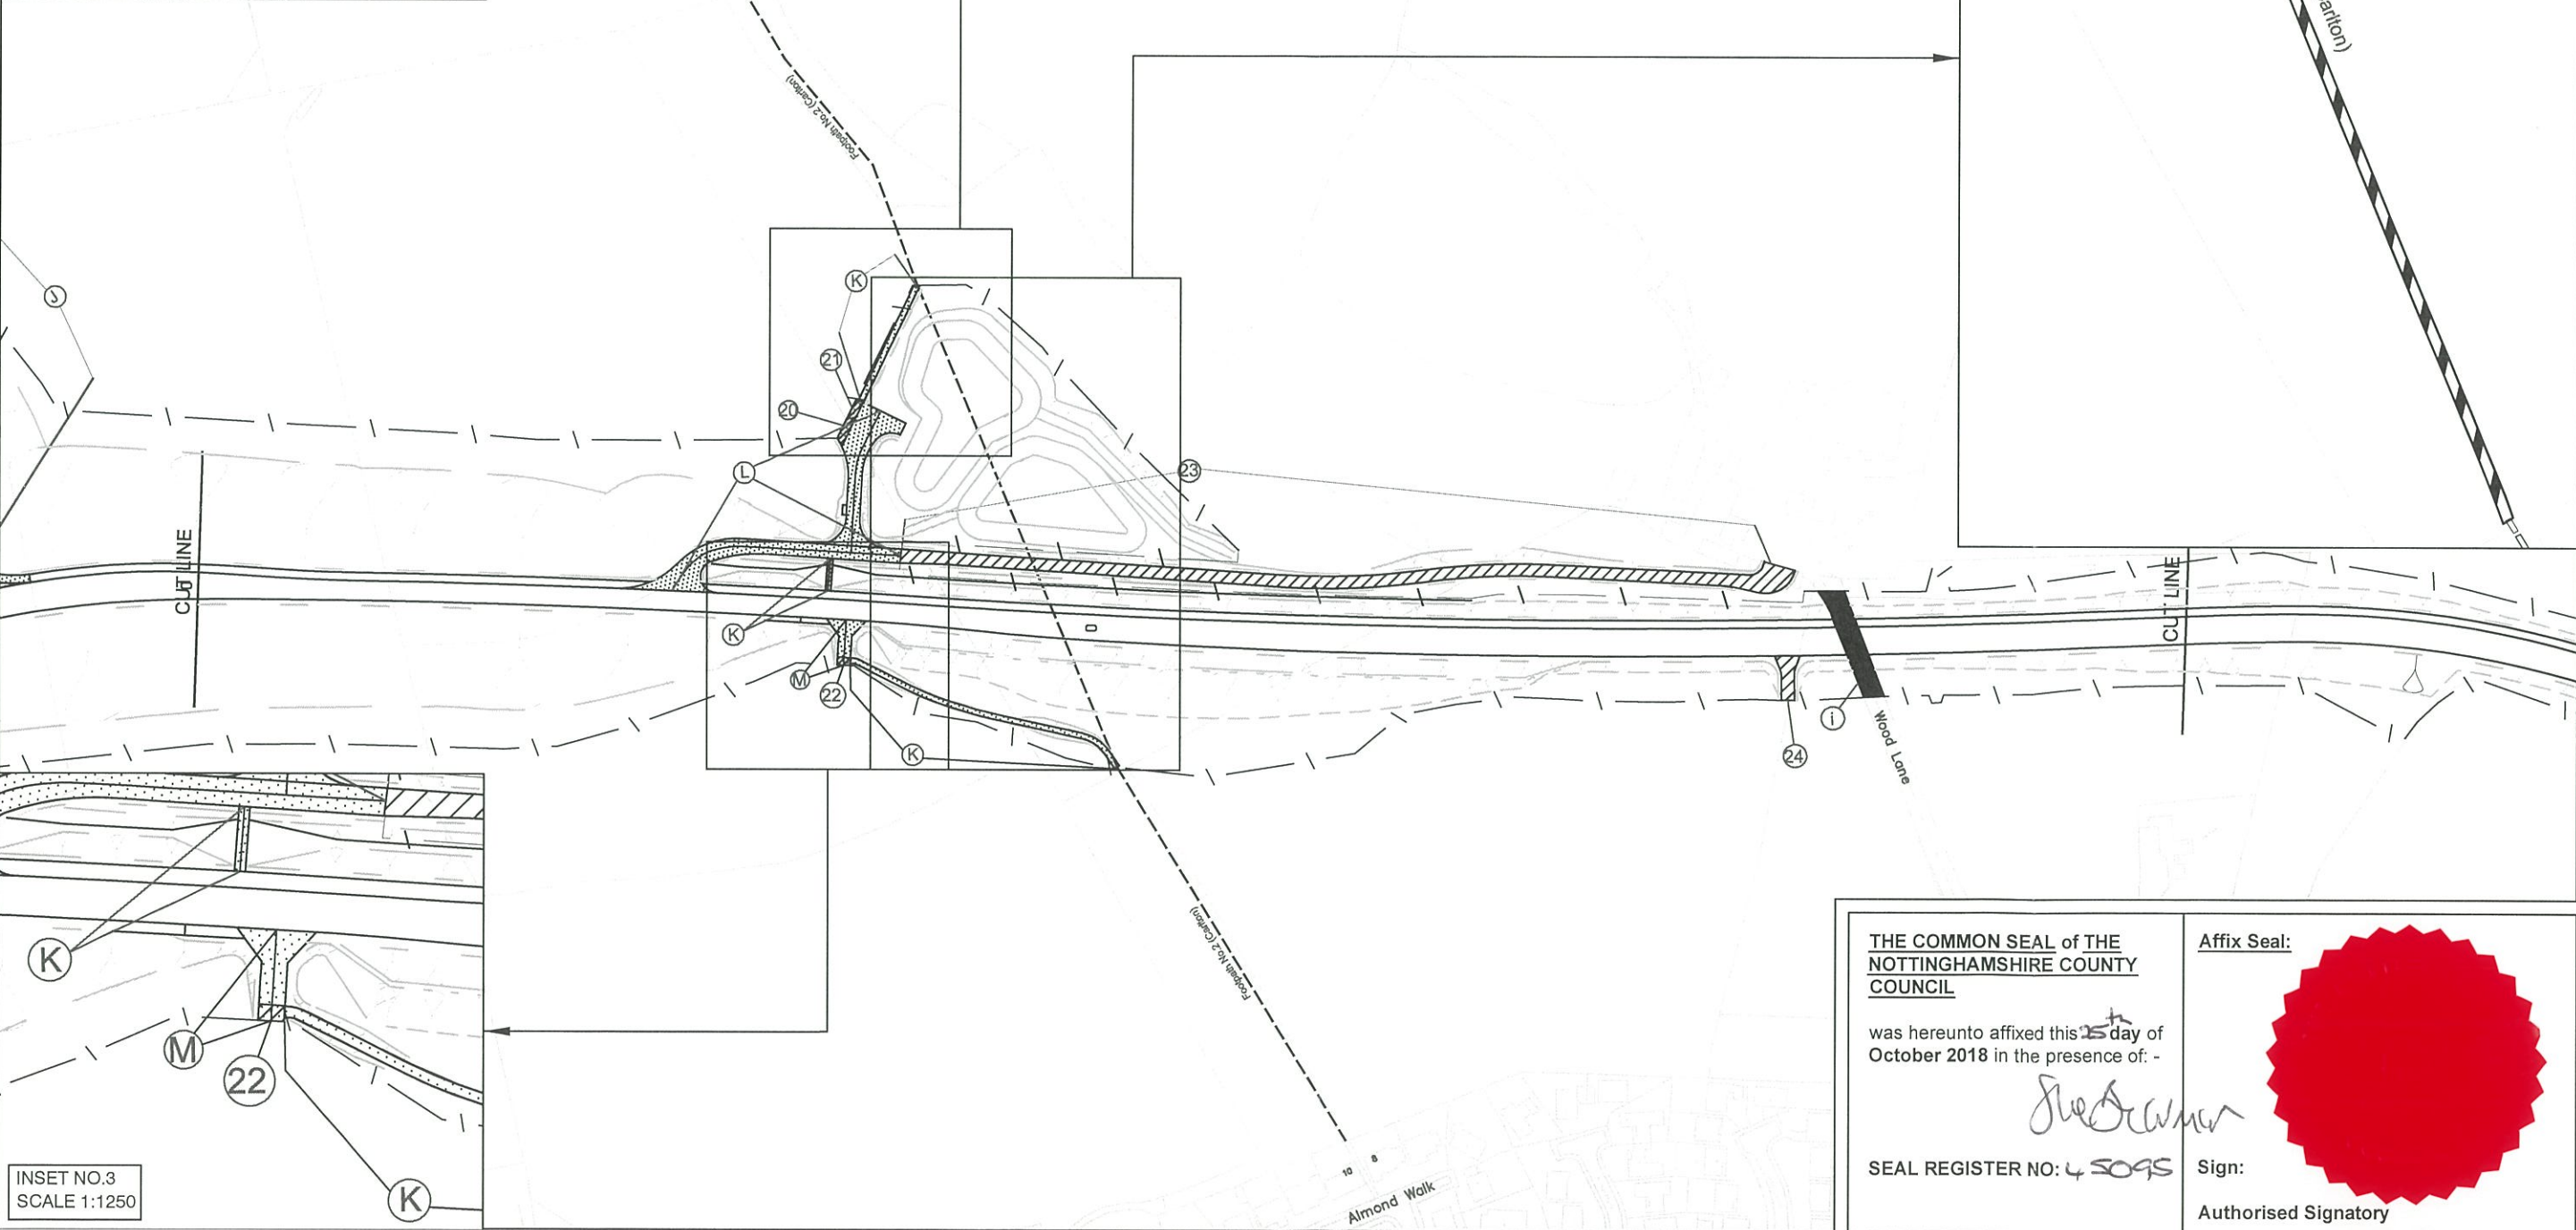 arlton)
Footpath No.2 (Carlton)
J
K
21
20
L
23
CUT LINE
CUT LINE
K
M
22
K
i
24
Wood Lane
K
M
22
K
INSET NO.3
SCALE 1:1250
Footpath No.2 (Carlton)
10
8
Almond Walk
THE COMMON SEAL of THE
NOTTINGHAMSHIRE COUNTY
COUNCIL
was hereunto affixed this 25th day of
October 2018 in the presence of: -
SEAL REGISTER NO: 45095
Affix Seal:
Sign:
Authorised Signatory